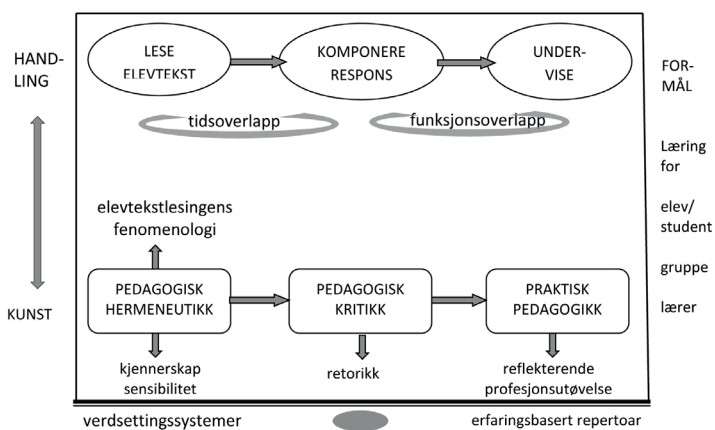 HAND-
LING
LESE
ELEVTEKST
KOMPONERE
RESPONS
UNDER-
VISE
FOR-
MÅL
tidsoverlapp
funksjonsoverlapp
Læring
for
elev/
student
gruppe
lærer
elevtekstlesingens
fenomenologi
KUNST
PEDAGOGISK
HERMENEUTIKK
PEDAGOGISK
KRITIKK
PRAKTISK
PEDAGOGIKK
kjennerskap
sensibilitet
retorikk
reflekterende
profesjonsutøvelse
verdsettingssystemer
erfaringsbasert repertoar